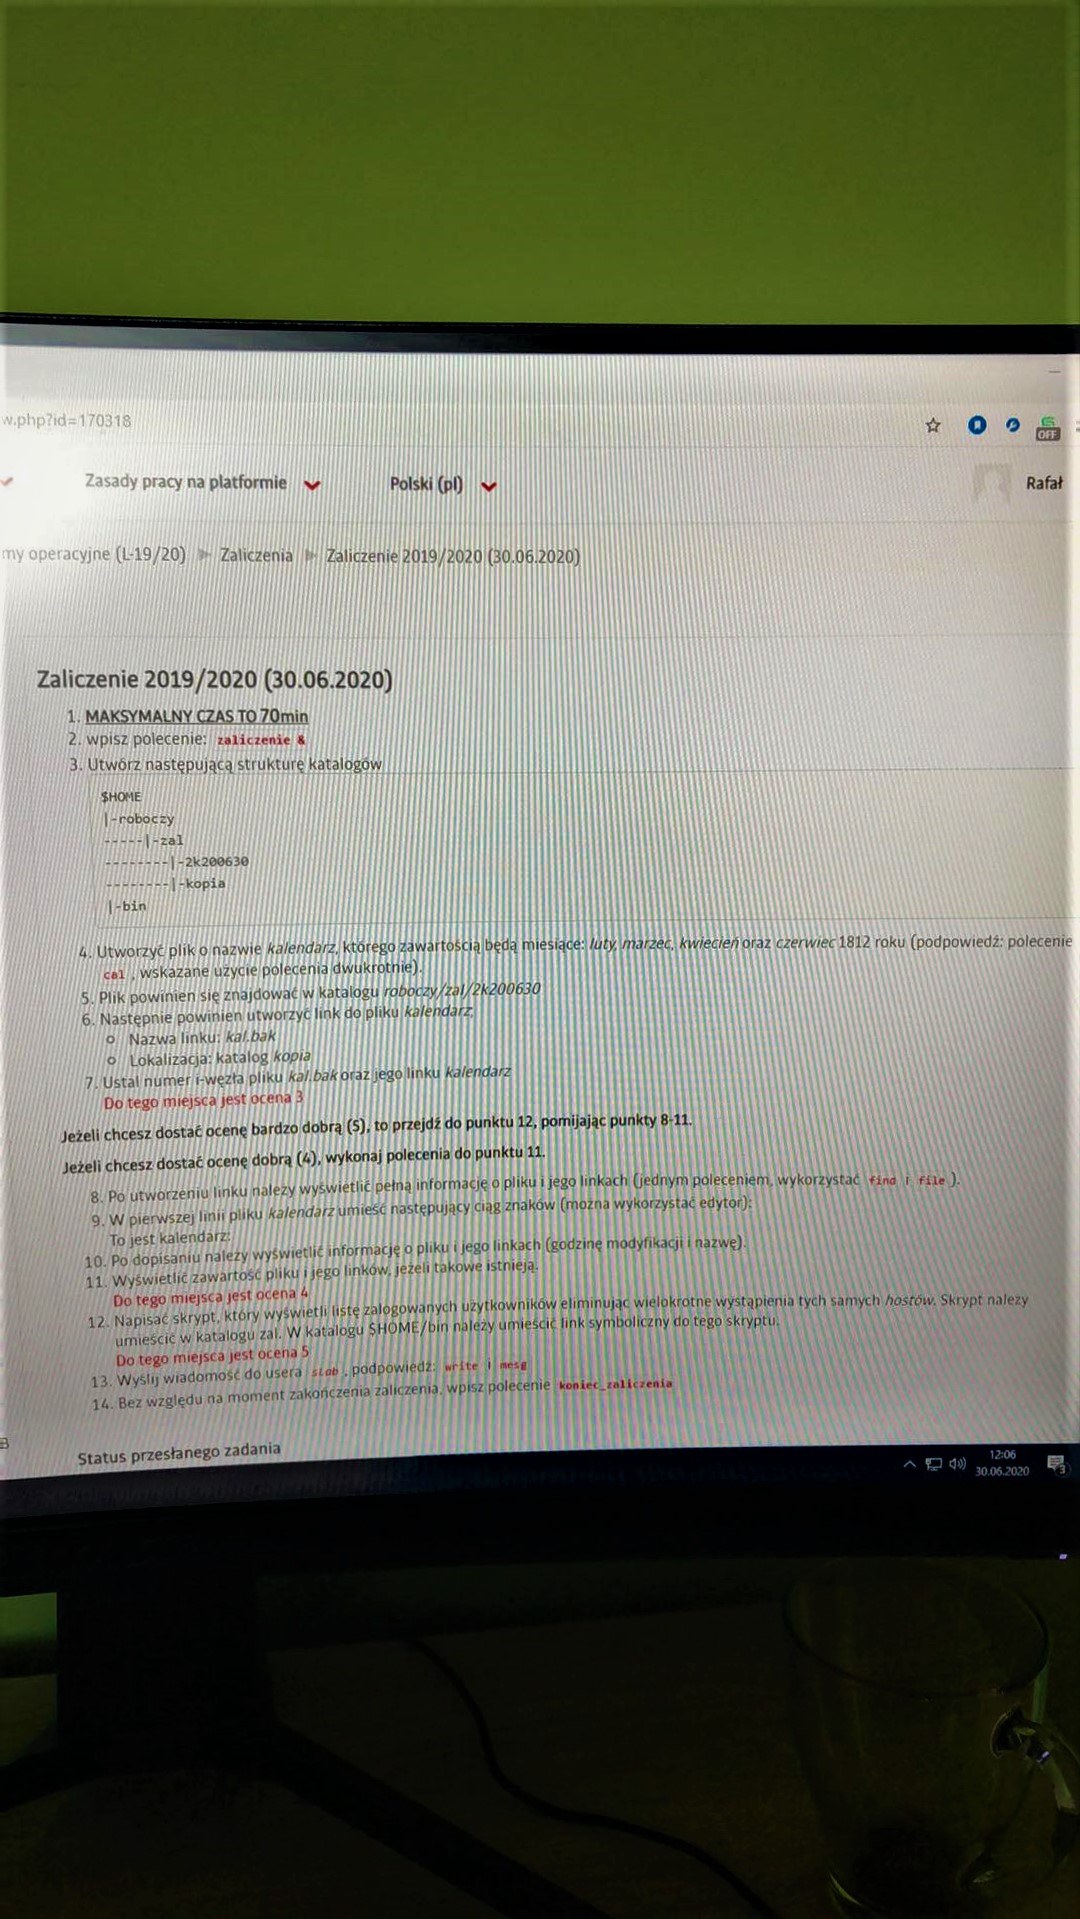 w.php?id=170318
OFF
Zasady pracy na platformie
Polski (pl)
Rafał
my operacyjne (L-19/20)
Zaliczenia
Zaliczenie 2019/2020 (30.06.2020)
Zaliczenie 2019/2020 (30.06.2020)
1. MAKSYMALNY CZAS TO 70min
2. wpisz polecenie: zaliczenie &
3. Utwórz następującą strukturę katalogów
$HOME
|-roboczy
-----|-zal
--------|-2k200630
--------|-kopia
|-bin
4. Utworzyć plik o nazwie kalendarz, którego zawartością będą miesiące: luty, marzec, kwiecień oraz czerwiec 1812 roku (podpowiedź: polecenie
cal , wskazane użycie polecenia dwukrotnie).
5. Plik powinien się znajdować w katalogu roboczy/zal/2k200630
6. Następnie powinien utworzyć link do pliku kalendarz,
o Nazwa linku: kal.bak
o Lokalizacja: katalog kopia
7. Ustal numer i-węzła pliku kal.bak oraz jego linku kalendarz
Do tego miejsca jest ocena 3
Jeżeli chcesz dostać ocenę bardzo dobrą (5), to przejdź do punktu 12, pomijając punkty 8-11.
Jeżeli chcesz dostać ocenę dobrą (4), wykonaj polecenia do punktu 11.
8. Po utworzeniu linku należy wyświetlić pełną informację o pliku i jego linkach (jednym poleceniem, wykorzystać find i file ).
9. W pierwszej linii pliku kalendarz umieść następujący ciąg znaków (można wykorzystać edytor):
To jest kalendarz:
10. Po dopisaniu należy wyświetlić informację o pliku i jego linkach (godzinę modyfikacji i nazwę).
11. Wyświetlić zawartość pliku i jego linków, jeżeli takowe istnieją.
Do tego miejsca jest ocena 4
12. Napisać skrypt, który wyświetli listę zalogowanych użytkowników eliminując wielokrotne wystąpienia tych samych hostów. Skrypt należy
umieścić w katalogu zal. W katalogu $HOME/bin należy umieścić link symboliczny do tego skryptu.
Do tego miejsca jest ocena 5
13. Wyślij wiadomość do usera slab , podpowiedź: write i mesg
14. Bez względu na moment zakończenia zaliczenia, wpisz polecenie koniec_zaliczenia
Status przesłanego zadania
12:06
30.06.2020
3